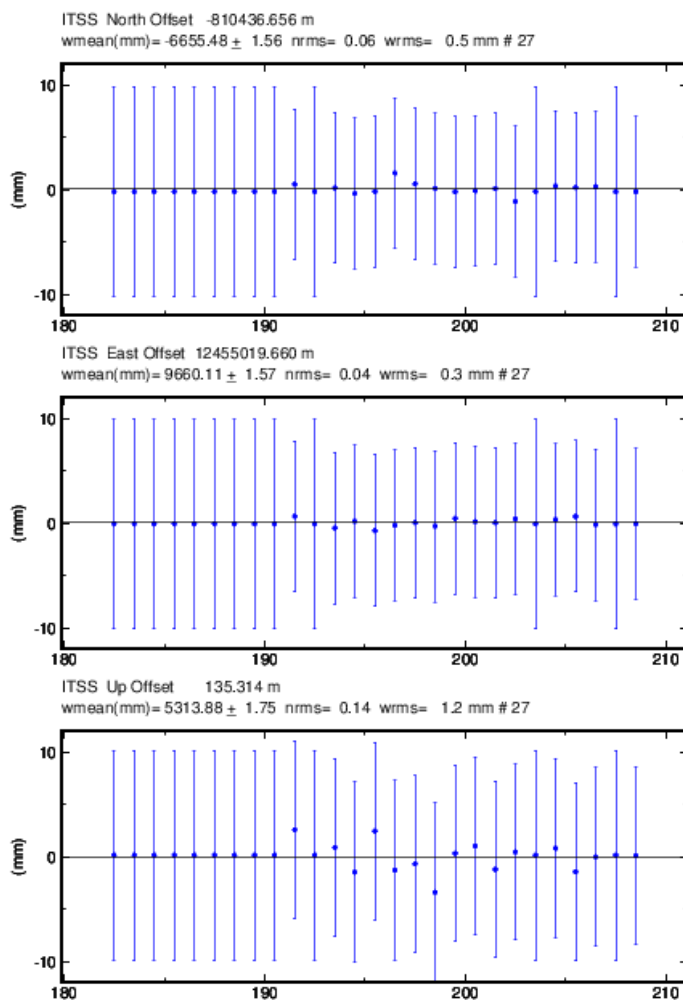 ITSS North Offset -810436.656 m
wmean(mm)= -6655.48 ± 1.56 nrms= 0.06 wrms= 0.5 mm # 27
10
0
-10
(mm)
180 190 200 210
ITSS East Offset 12455019.660 m
wmean(mm)= 9660.11 ± 1.57 nrms= 0.04 wrms= 0.3 mm # 27
10
0
-10
(mm)
180 190 200 210
ITSS Up Offset 135.314 m
wmean(mm)= 5313.88 ± 1.75 nrms= 0.14 wrms= 1.2 mm # 27
10
0
-10
(mm)
180 190 200 210